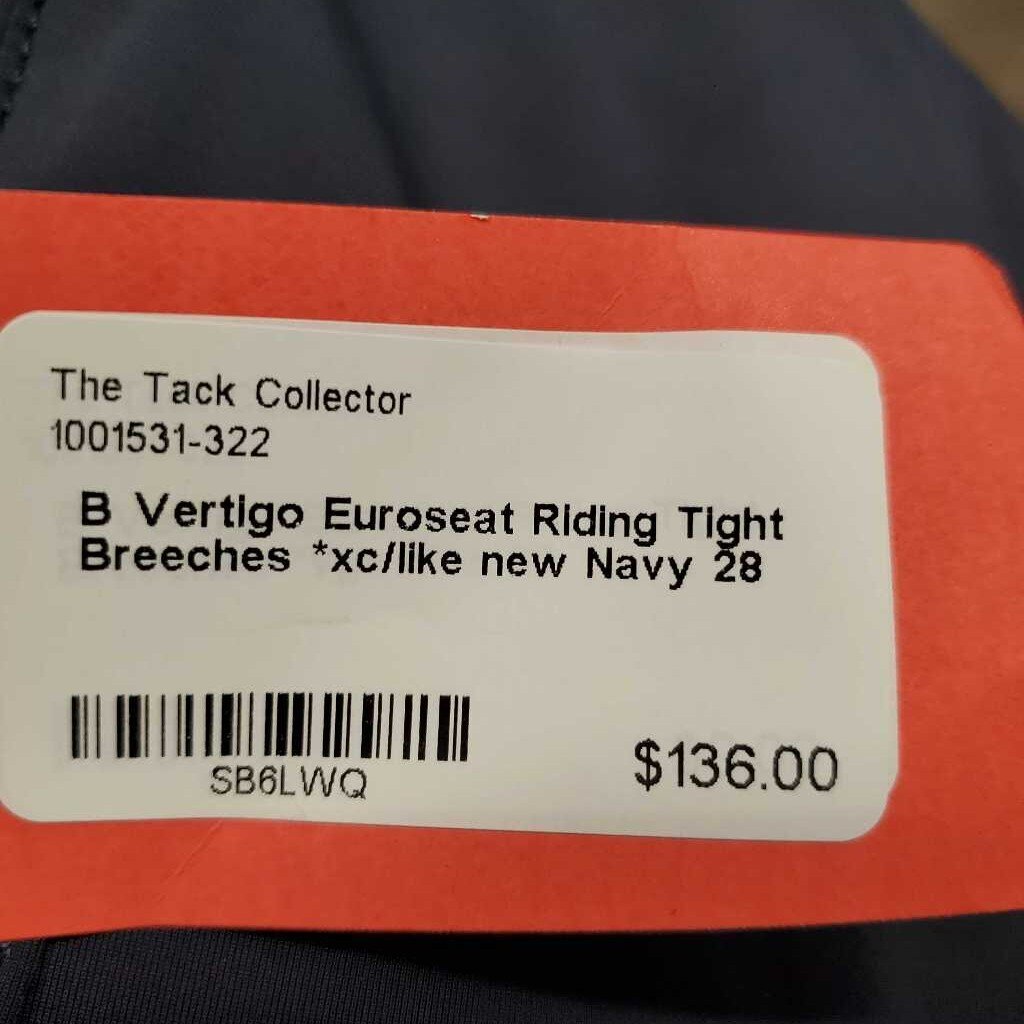 The Tack Collector
1001531-322
B Vertigo Euroseat Riding Tight
Breeches *xc/like new Navy 28
SB6LWQ
$136.00